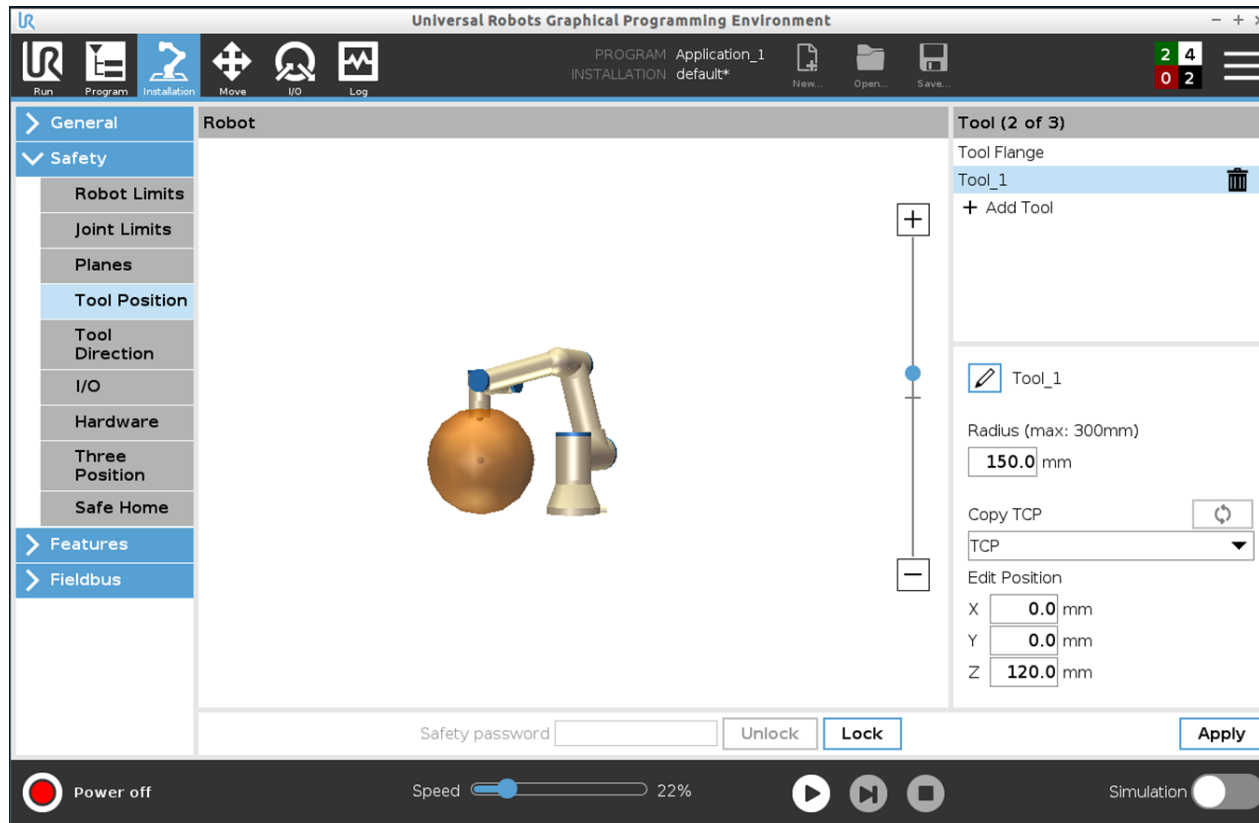 UR
Universal Robots Graphical Programming Environment
UR
Run
Program
Installation
Move
I/O
Log
PROGRAM Application_1
INSTALLATION default*
New...
Open...
Save...
2 4
0 2
General
Safety
Robot Limits
Joint Limits
Planes
Tool Position
Tool
Direction
I/O
Hardware
Three
Position
Safe Home
Features
Fieldbus
Robot
Tool (2 of 3)
Tool Flange
Tool_1
+ Add Tool
Tool_1
Radius (max: 300mm)
150.0 mm
Copy TCP
TCP
Edit Position
X 0.0 mm
Y 0.0 mm
Z 120.0 mm
Safety password
Unlock
Lock
Apply
Power off
Speed
22%
Simulation